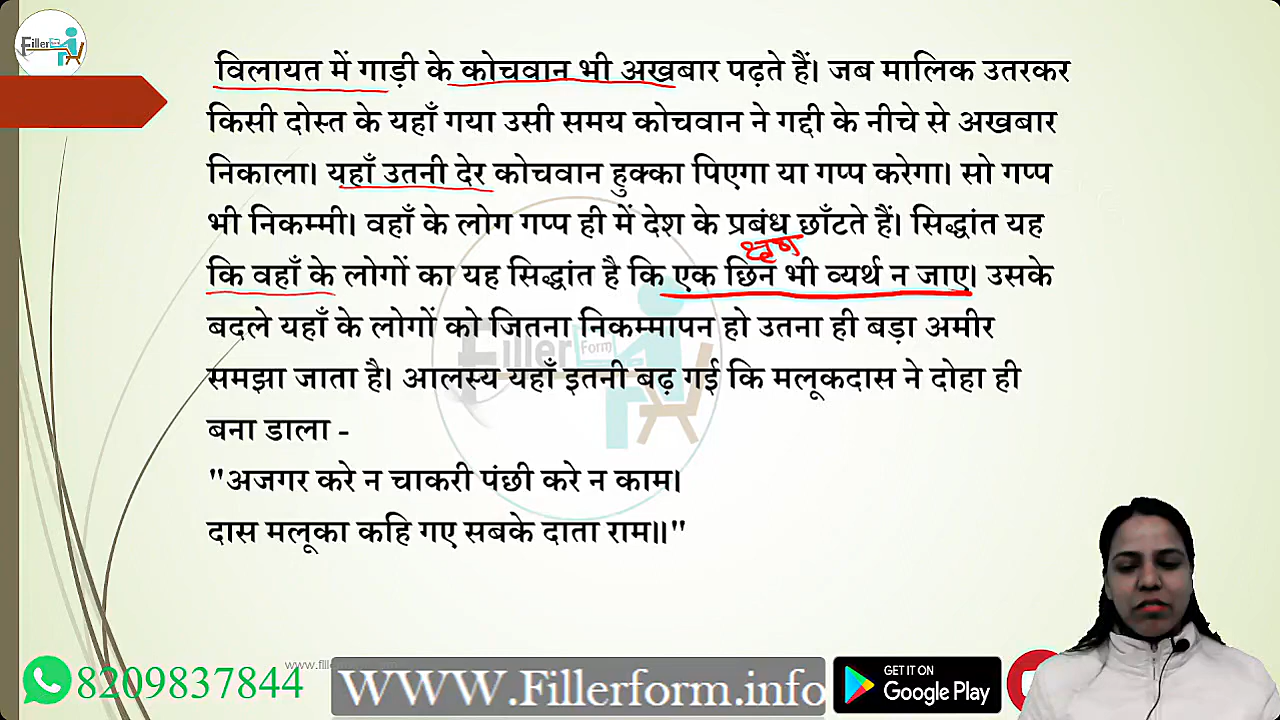 Fillerform
विलायत में गाड़ी के कोचवान भी अखबार पढ़ते हैं। जब मालिक उतरकर
किसी दोस्त के यहाँ गया उसी समय कोचवान ने गद्दी के नीचे से अखबार
निकाला। यहाँ उतनी देर कोचवान हुक्का पिएगा या गप्प करेगा। सो गप्प
भी निकम्मी। वहाँ के लोग गप्प ही में देश के प्रबंध छाँटते हैं। सिद्धांत यह
क्षण
कि वहाँ के लोगों का यह सिद्धांत है कि एक छिन भी व्यर्थ न जाए। उसके
बदले यहाँ के लोगों को जितना निकम्मापन हो उतना ही बड़ा अमीर
Filler Form
समझा जाता है। आलस्य यहाँ इतनी बढ़ गई कि मलूकदास ने दोहा ही
बना डाला -
"अजगर करे न चाकरी पंछी करे न काम।
दास मलूका कहि गए सबके दाता राम॥"
8209837844
WWW.Fillerform.info
GET IT ON
Google Play